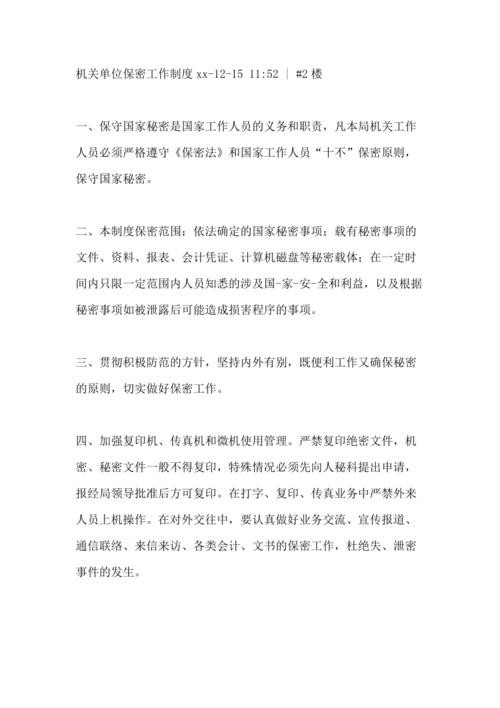 机关单位保密工作制度 xx-12-15 11:52 | #2 楼
一、保守国家秘密是国家工作人员的义务和职责，凡本局机关工作
人员必须严格遵守《保密法》和国家工作人员“十不”保密原则，
保守国家秘密。
二、本制度保密范围：依法确定的国家秘密事项；载有秘密事项的
文件、资料、报表、会计凭证、计算机磁盘等秘密载体；在一定时
间内只限一定范围内人员知悉的涉及国-家-安-全和利益，以及根据
秘密事项如被泄露后可能造成损害程序的事项。
三、贯彻积极防范的方针，坚持内外有别，既便利工作又确保秘密
的原则，切实做好保密工作。
四、加强复印机、传真机和微机使用管理。严禁复印绝密文件，机
密、秘密文件一般不得复印，特殊情况必须先向人秘科提出申请，
报经局领导批准后方可复印。在打字、复印、传真业务中严禁外来
人员上机操作。在对外交往中，要认真做好业务交流、宣传报道、
通信联络、来信来访、各类会计、文书的保密工作，杜绝失、泄密
事件的发生。